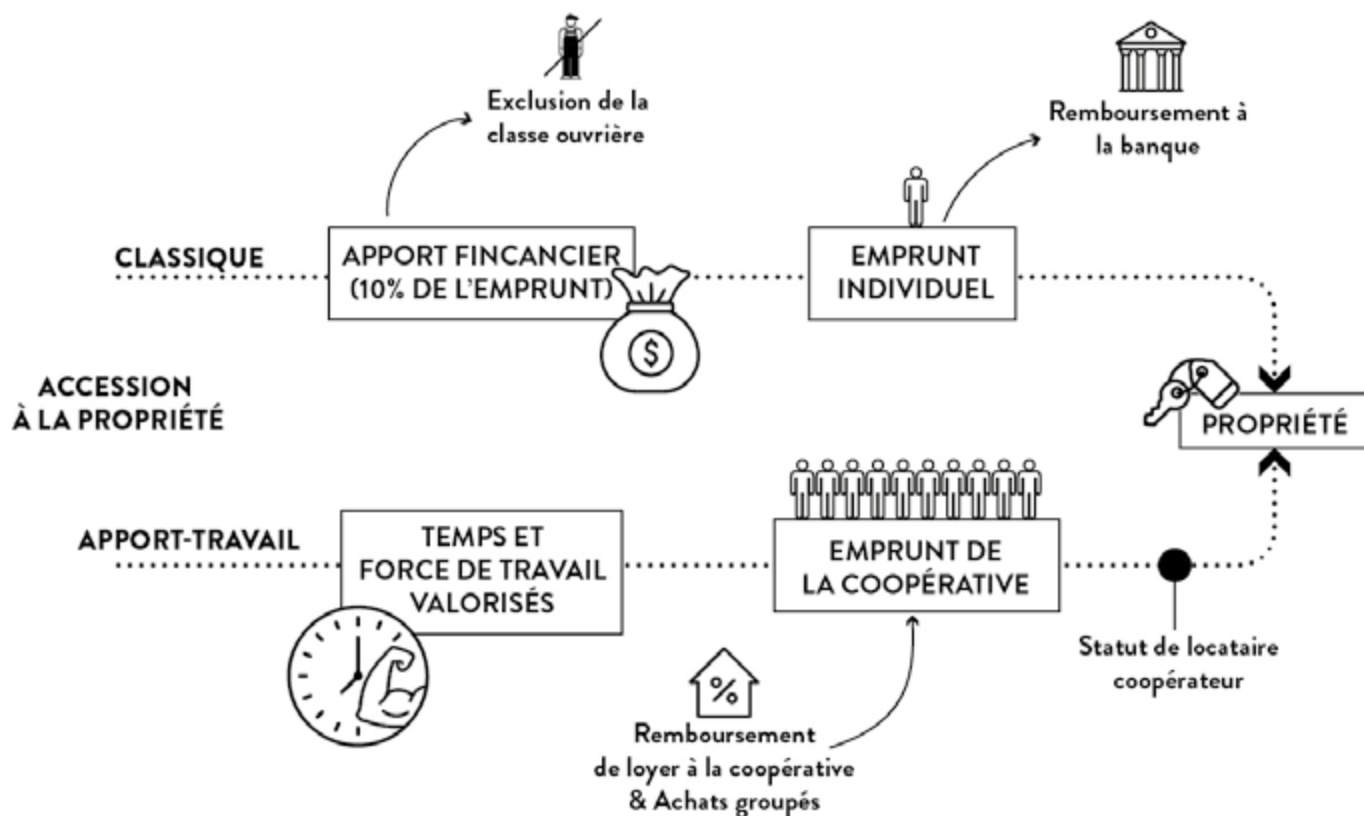 Exclusion de la
classe ouvrière
Remboursement à
la banque
CLASSIQUE
APPORT FINCANCIER
(10% DE L'EMPRUNT)
$
EMPRUNT
INDIVIDUEL
ACCESSION
À LA PROPRIÉTÉ
PROPRIÉTÉ
APPORT-TRAVAIL
TEMPS ET
FORCE DE TRAVAIL
VALORISÉS
EMPRUNT DE
LA COOPÉRATIVE
Statut de locataire
coopérateur
%
Remboursement
de loyer à la coopérative
& Achats groupés